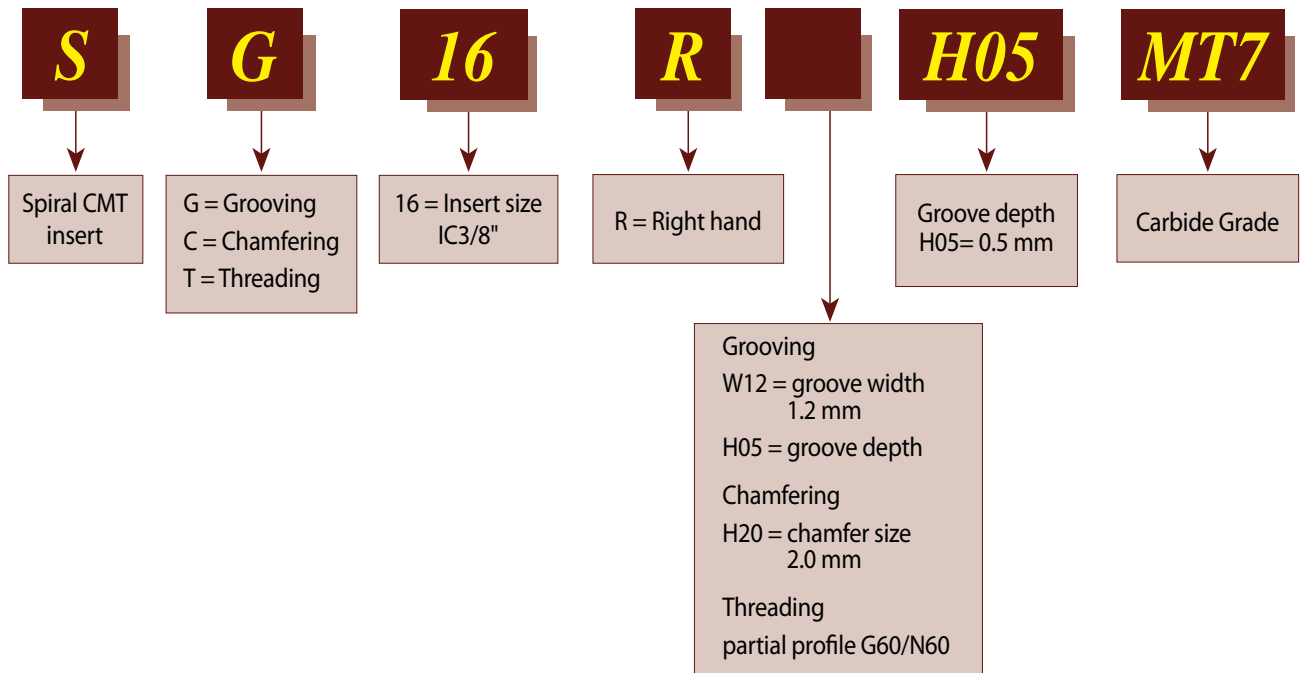 S G 16 R H05 MT7
Spiral CMT
insert
G = Grooving
C = Chamfering
T = Threading
16 = Insert size
IC3/8"
R = Right hand
Grooving
W12 = groove width
1.2 mm
H05 = groove depth
Chamfering
H20 = chamfer size
2.0 mm
Threading
partial profile G60/N60
Groove depth
H05= 0.5 mm
Carbide Grade